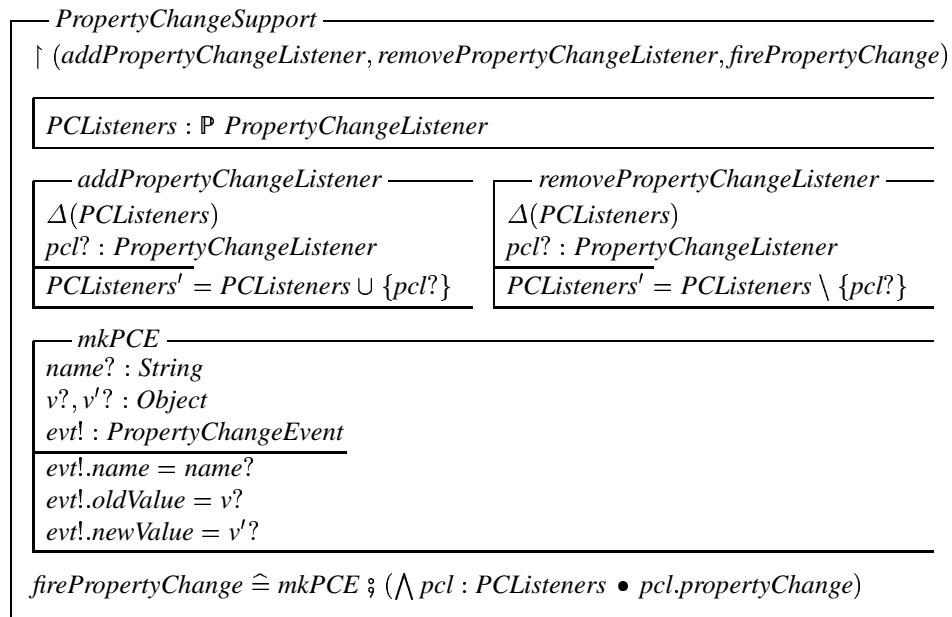 PropertyChangeSupport
↾ (addPropertyChangeListener, removePropertyChangeListener, firePropertyChange)
PCListeners : ℙ PropertyChangeListener
addPropertyChangeListener
Δ(PCListeners)
pcl? : PropertyChangeListener
PCListeners′ = PCListeners ∪ {pcl?}
removePropertyChangeListener
Δ(PCListeners)
pcl? : PropertyChangeListener
PCListeners′ = PCListeners \ {pcl?}
mkPCE
name? : String
v?, v′? : Object
evt! : PropertyChangeEvent
evt!.name = name?
evt!.oldValue = v?
evt!.newValue = v′?
firePropertyChange ≙ mkPCE ⨟ (⋀ pcl : PCListeners • pcl.propertyChange)